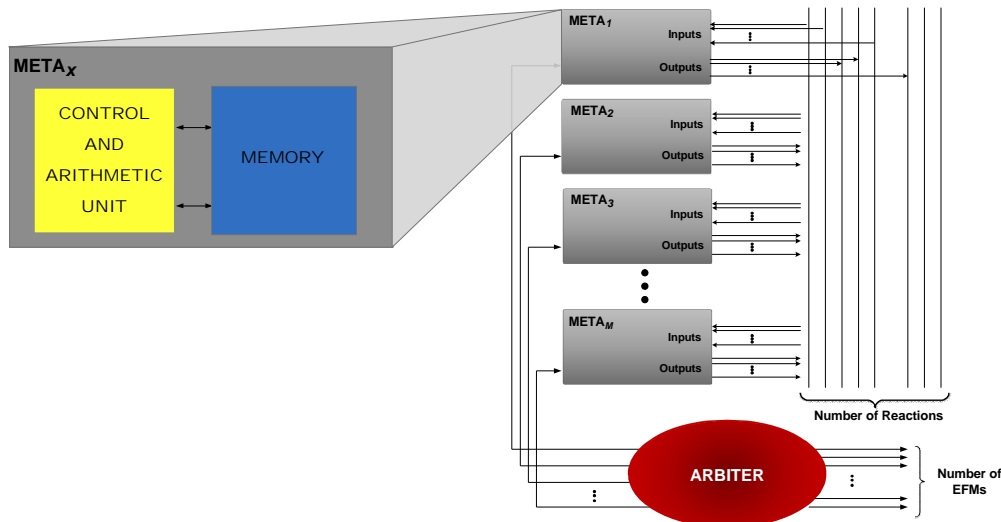 META1
Inputs
Outputs
METAx
CONTROL
AND
ARITHMETIC
UNIT
MEMORY
META2
Inputs
Outputs
META3
Inputs
Outputs
METAM
Inputs
Outputs
Number of Reactions
ARBITER
Number of
EFMs